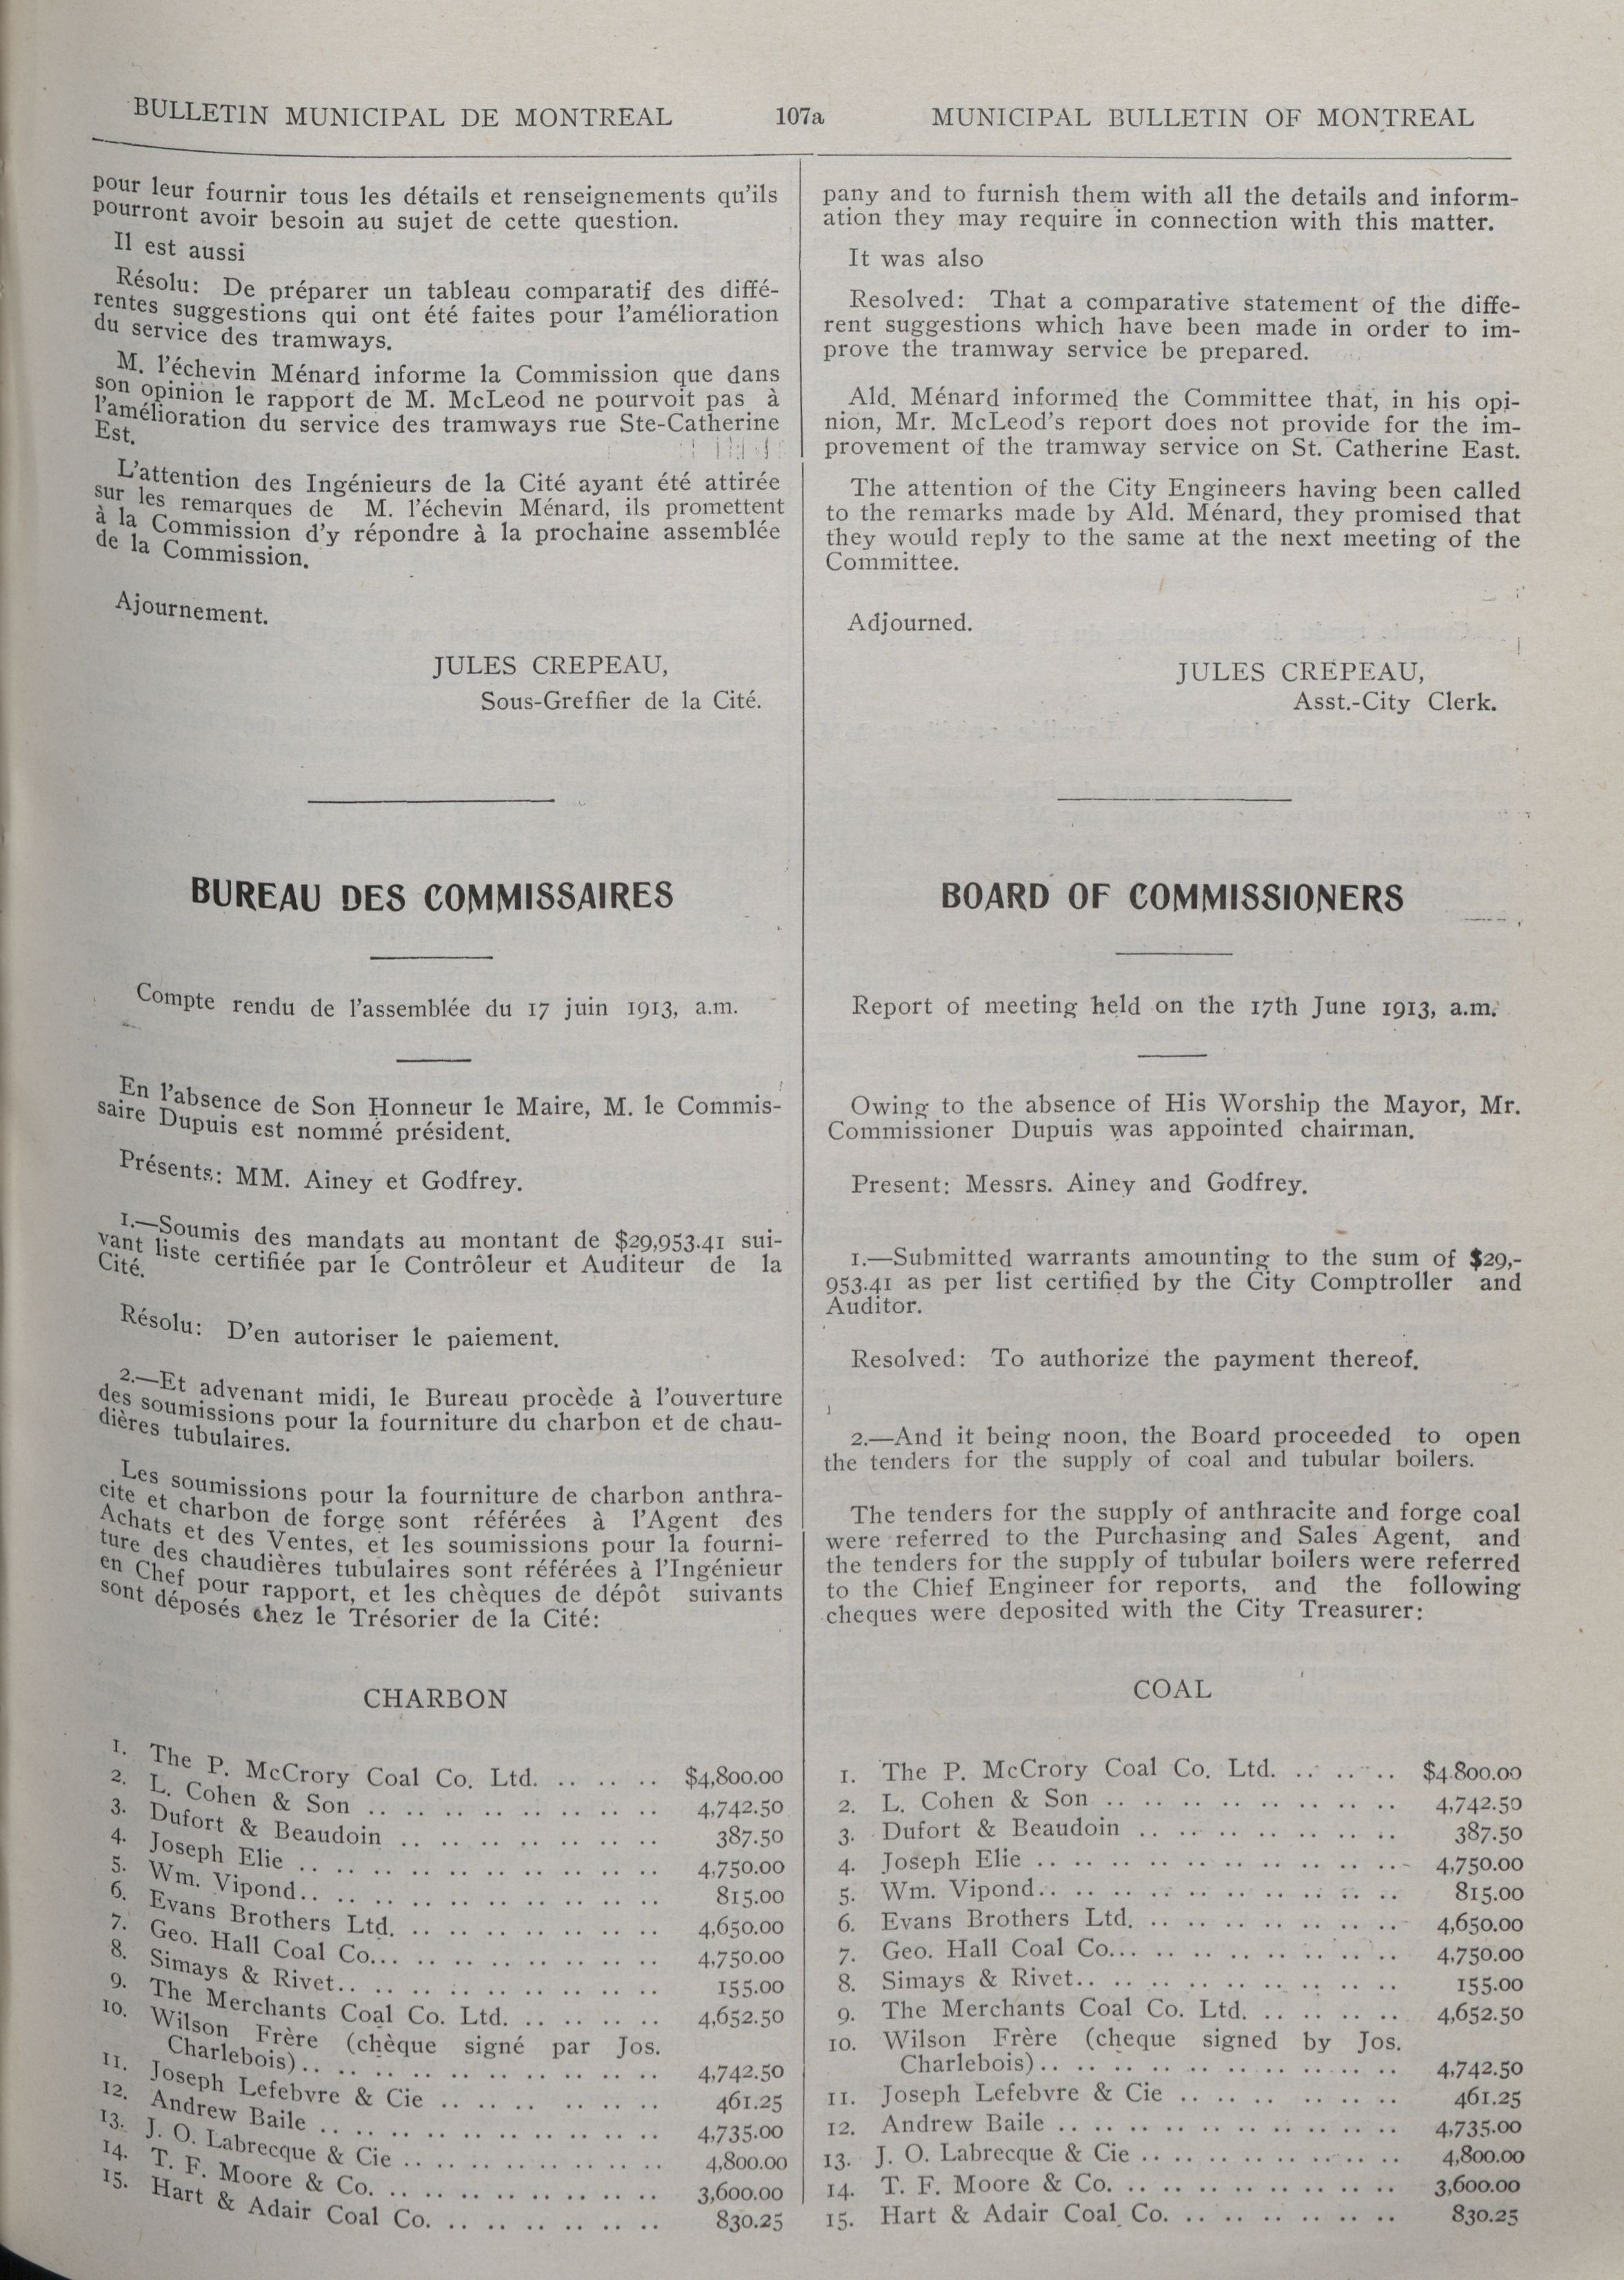 BULLETIN MUNICIPAL DE MONTREAL
107a
MUNICIPAL BULLETIN OF MONTREAL
pour leur fournir tous les détails et renseignements qu'ils
pourront avoir besoin au sujet de cette question.
Il est aussi
Résolu: De préparer un tableau comparatif des diffé-
rentes suggestions qui ont été faites pour l'amélioration
du service des tramways.
M. l'échevin Ménard informe la Commission que dans
son opinion le rapport de M. McLeod ne pourvoit pas à
l'amélioration du service des tramways rue Ste-Catherine
Est.
L'attention des Ingénieurs de la Cité ayant été attirée
sur les remarques de M. l'échevin Ménard, ils promettent
à la Commission d'y répondre à la prochaine assemblée
de la Commission.
Ajournement.
JULES CREPEAU,
Sous-Greffier de la Cité.
BUREAU DES COMMISSAIRES
Compte rendu de l'assemblée du 17 juin 1913, a.m.
En l'absence de Son Honneur le Maire, M. le Commis-
saire Dupuis est nommé président.
Présents: MM. Ainey et Godfrey.
1.—Soumis des mandats au montant de $29,953.41 sui-
vant liste certifiée par le Contrôleur et Auditeur de la
Cité.
Résolu: D'en autoriser le paiement.
2.—Et advenant midi, le Bureau procède à l'ouverture
des soumissions pour la fourniture du charbon et de chau-
dières tubulaires.
Les soumissions pour la fourniture de charbon anthra-
cite et charbon de forge sont référées à l'Agent des
Achats et des Ventes, et les soumissions pour la fourni-
ture des chaudières tubulaires sont référées à l'Ingénieur
en Chef pour rapport, et les chèques de dépôt suivants
sont déposés chez le Trésorier de la Cité:
CHARBON
1. The P. McCrory Coal Co. Ltd. .. .. .. $4,800.00
2. L. Cohen & Son .. .. .. .. .. .. .. .. 4,742.50
3. Dufort & Beaudoin .. .. .. .. .. .. .. 387.50
4. Joseph Elie .. .. .. .. .. .. .. .. .. .. 4,750.00
5. Wm. Vipond.. .. .. .. .. .. .. .. .. .. 815.00
6. Evans Brothers Ltd. .. .. .. .. .. .. .. 4,650.00
7. Geo. Hall Coal Co... .. .. .. .. .. .. .. 4,750.00
8. Simays & Rivet.. .. .. .. .. .. .. .. .. 155.00
9. The Merchants Coal Co. Ltd. .. .. .. .. 4,652.50
10. Wilson Frère (chèque signé par Jos.
Charlebois).. .. .. .. .. .. .. .. .. .. 4,742.50
11. Joseph Lefebvre & Cie .. .. .. .. .. .. 461.25
12. Andrew Baile .. .. .. .. .. .. .. .. .. 4,735.00
13. J. O. Labrecque & Cie .. .. .. .. .. .. .. 4,800.00
14. T. F. Moore & Co. .. .. .. .. .. .. .. .. 3,600.00
15. Hart & Adair Coal Co. .. .. .. .. .. .. 830.25
pany and to furnish them with all the details and inform-
ation they may require in connection with this matter.
It was also
Resolved: That a comparative statement of the diffe-
rent suggestions which have been made in order to im-
prove the tramway service be prepared.
Ald. Ménard informed the Committee that, in his opi-
nion, Mr. McLeod's report does not provide for the im-
provement of the tramway service on St. Catherine East.
The attention of the City Engineers having been called
to the remarks made by Ald. Ménard, they promised that
they would reply to the same at the next meeting of the
Committee.
Adjourned.
JULES CREPEAU,
Asst.-City Clerk.
BOARD OF COMMISSIONERS
Report of meeting held on the 17th June 1913, a.m.
Owing to the absence of His Worship the Mayor, Mr.
Commissioner Dupuis was appointed chairman.
Present: Messrs. Ainey and Godfrey.
1.—Submitted warrants amounting to the sum of $29,-
953.41 as per list certified by the City Comptroller and
Auditor.
Resolved: To authorize the payment thereof.
2.—And it being noon, the Board proceeded to open
the tenders for the supply of coal and tubular boilers.
The tenders for the supply of anthracite and forge coal
were referred to the Purchasing and Sales Agent, and
the tenders for the supply of tubular boilers were referred
to the Chief Engineer for reports, and the following
cheques were deposited with the City Treasurer:
COAL
1. The P. McCrory Coal Co. Ltd. .. .. .. $4.800.00
2. L. Cohen & Son .. .. .. .. .. .. .. .. 4,742.50
3. Dufort & Beaudoin .. .. .. .. .. .. .. 387.50
4. Joseph Elie .. .. .. .. .. .. .. .. .. .. 4,750.00
5. Wm. Vipond.. .. .. .. .. .. .. .. .. .. 815.00
6. Evans Brothers Ltd. .. .. .. .. .. .. .. 4,650.00
7. Geo. Hall Coal Co... .. .. .. .. .. .. .. 4,750.00
8. Simays & Rivet.. .. .. .. .. .. .. .. .. 155.00
9. The Merchants Coal Co. Ltd. .. .. .. .. 4,652.50
10. Wilson Frère (cheque signed by Jos.
Charlebois).. .. .. .. .. .. .. .. .. .. 4,742.50
11. Joseph Lefebvre & Cie .. .. .. .. .. .. 461.25
12. Andrew Baile .. .. .. .. .. .. .. .. .. 4,735.00
13. J. O. Labrecque & Cie .. .. .. .. .. .. .. 4,800.00
14. T. F. Moore & Co. .. .. .. .. .. .. .. .. 3,600.00
15. Hart & Adair Coal Co. .. .. .. .. .. .. 830.25